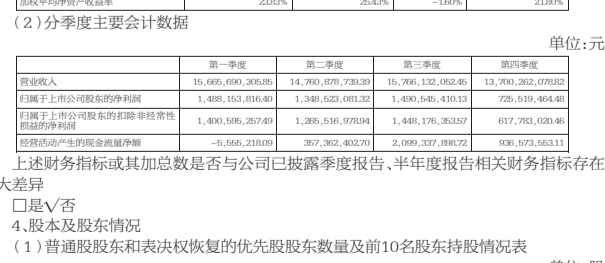 加权平均净资产收益率 23.83% 25.43% -1.60% 21.80%
（2）分季度主要会计数据
单位:元
第一季度 第二季度 第三季度 第四季度
营业收入 15,665,690,305.85 14,760,878,739.39 15,766,132,052.45 13,700,262,078.82
归属于上市公司股东的净利润 1,488,153,816.40 1,348,523,081.32 1,490,545,410.13 725,519,464.48
归属于上市公司股东的扣除非经常性
损益的净利润 1,400,595,257.49 1,265,516,978.94 1,448,176,353.57 617,783,020.46
经营活动产生的现金流量净额 -5,555,218.09 357,362,402.70 2,099,337,898.72 936,573,553.11
上述财务指标或其加总数是否与公司已披露季度报告、半年度报告相关财务指标存在
大差异
□是√否
4、股本及股东情况
（1）普通股股东和表决权恢复的优先股股东数量及前10名股东持股情况表